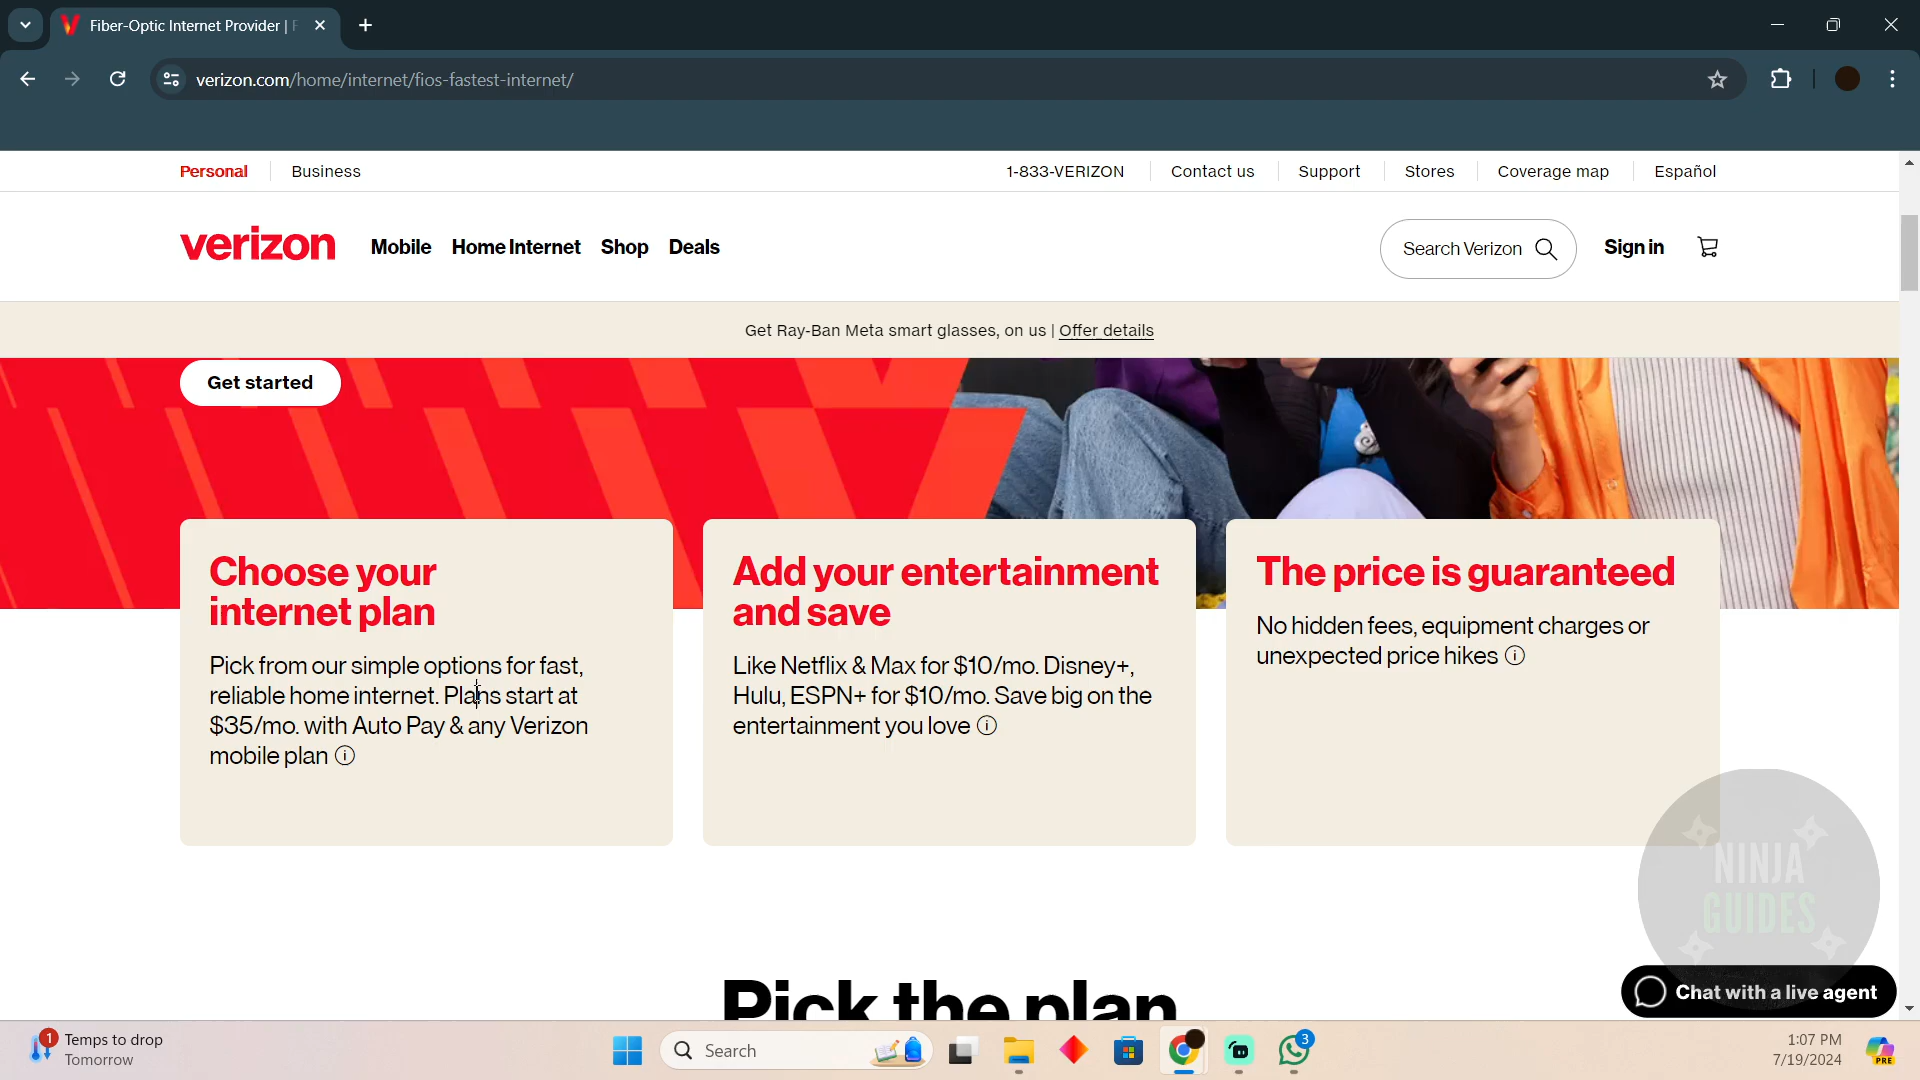 Fiber-Optic Internet Provider |
verizon.com/home/internet/fios-fastest-internet/
Personal
Business
1-833-VERIZON
Contact us
Support
Stores
Coverage map
Español
verizon
Mobile
Home Internet
Shop
Deals
Search Verizon
Sign in
Get Ray-Ban Meta smart glasses, on us | Offer details
Get started
Choose your
internet plan
Pick from our simple options for fast,
reliable home internet. Plans start at
$35/mo. with Auto Pay & any Verizon
mobile plan
Add your entertainment
and save
Like Netflix & Max for $10/mo. Disney+,
Hulu, ESPN+ for $10/mo. Save big on the
entertainment you love
The price is guaranteed
No hidden fees, equipment charges or
unexpected price hikes
NINJA
GUIDES
Pick the plan
Chat with a live agent
1
Temps to drop
Tomorrow
Search
3
1:07 PM
7/19/2024
PRE